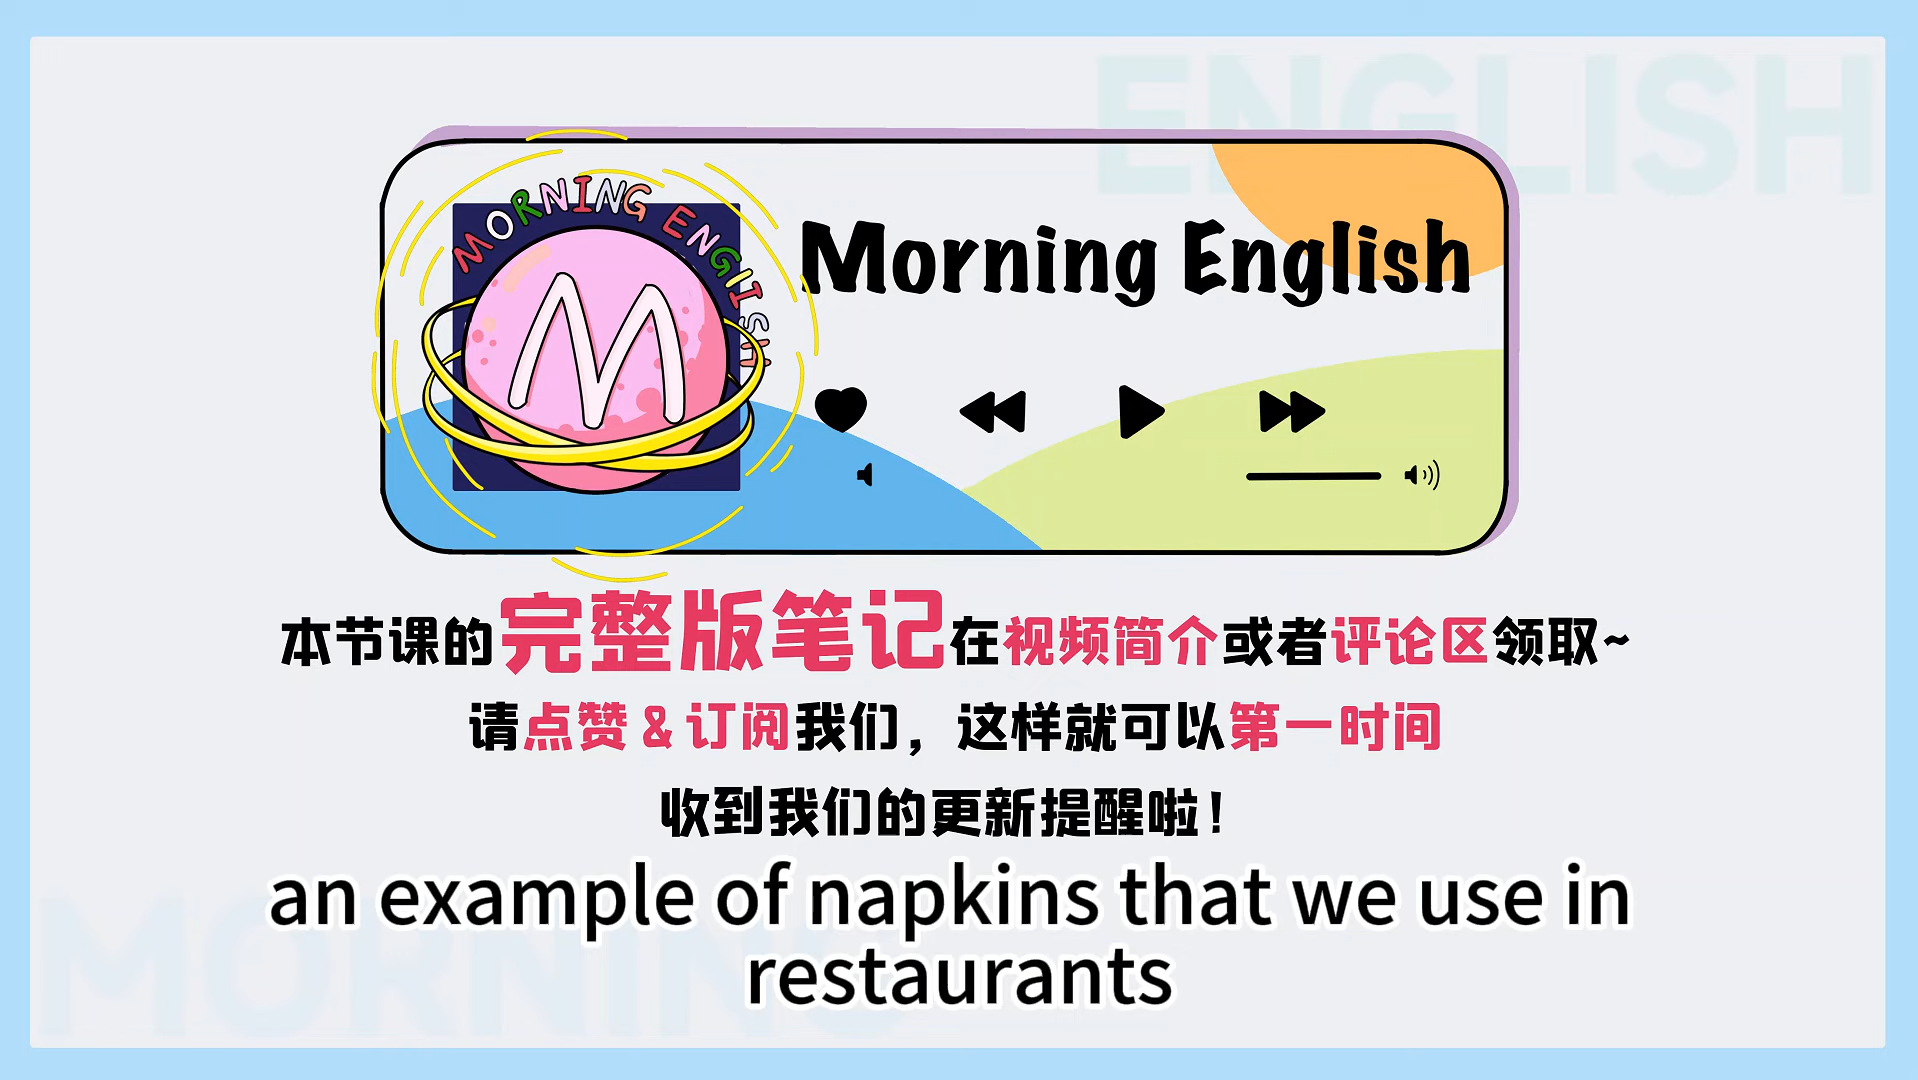 ENGLISH
MORNING ENGlISh
M
Morning English
本节课的完整版笔记在视频简介或者评论区领取~
请点赞&订阅我们，这样就可以第一时间
收到我们的更新提醒啦！
an example of napkins that we use in
restaurants
MORNING